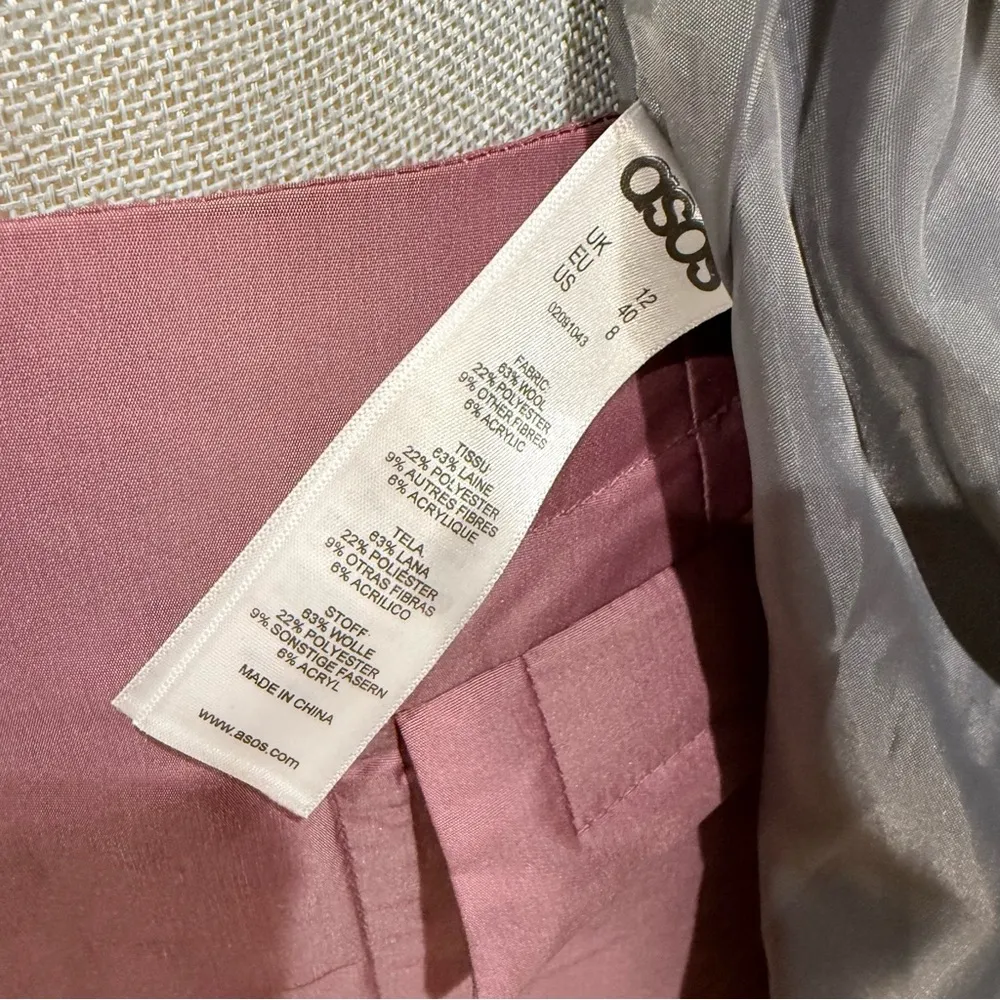 asos
UK 12
EU 40
US 8
02091043
FABRIC:
63% WOOL
22% POLYESTER
9% OTHER FIBRES
6% ACRYLIC
TISSU:
63% LAINE
22% POLYESTER
9% AUTRES FIBRES
6% ACRYLIQUE
TELA.
63% LANA
22% POLIÉSTER
9% OTRAS FIBRAS
6% ACRILICO
STOFF:
63% WOLLE
22% POLYESTER
9% SONSTIGE FASERN
6% ACRYL
MADE IN CHINA
www.asos.com